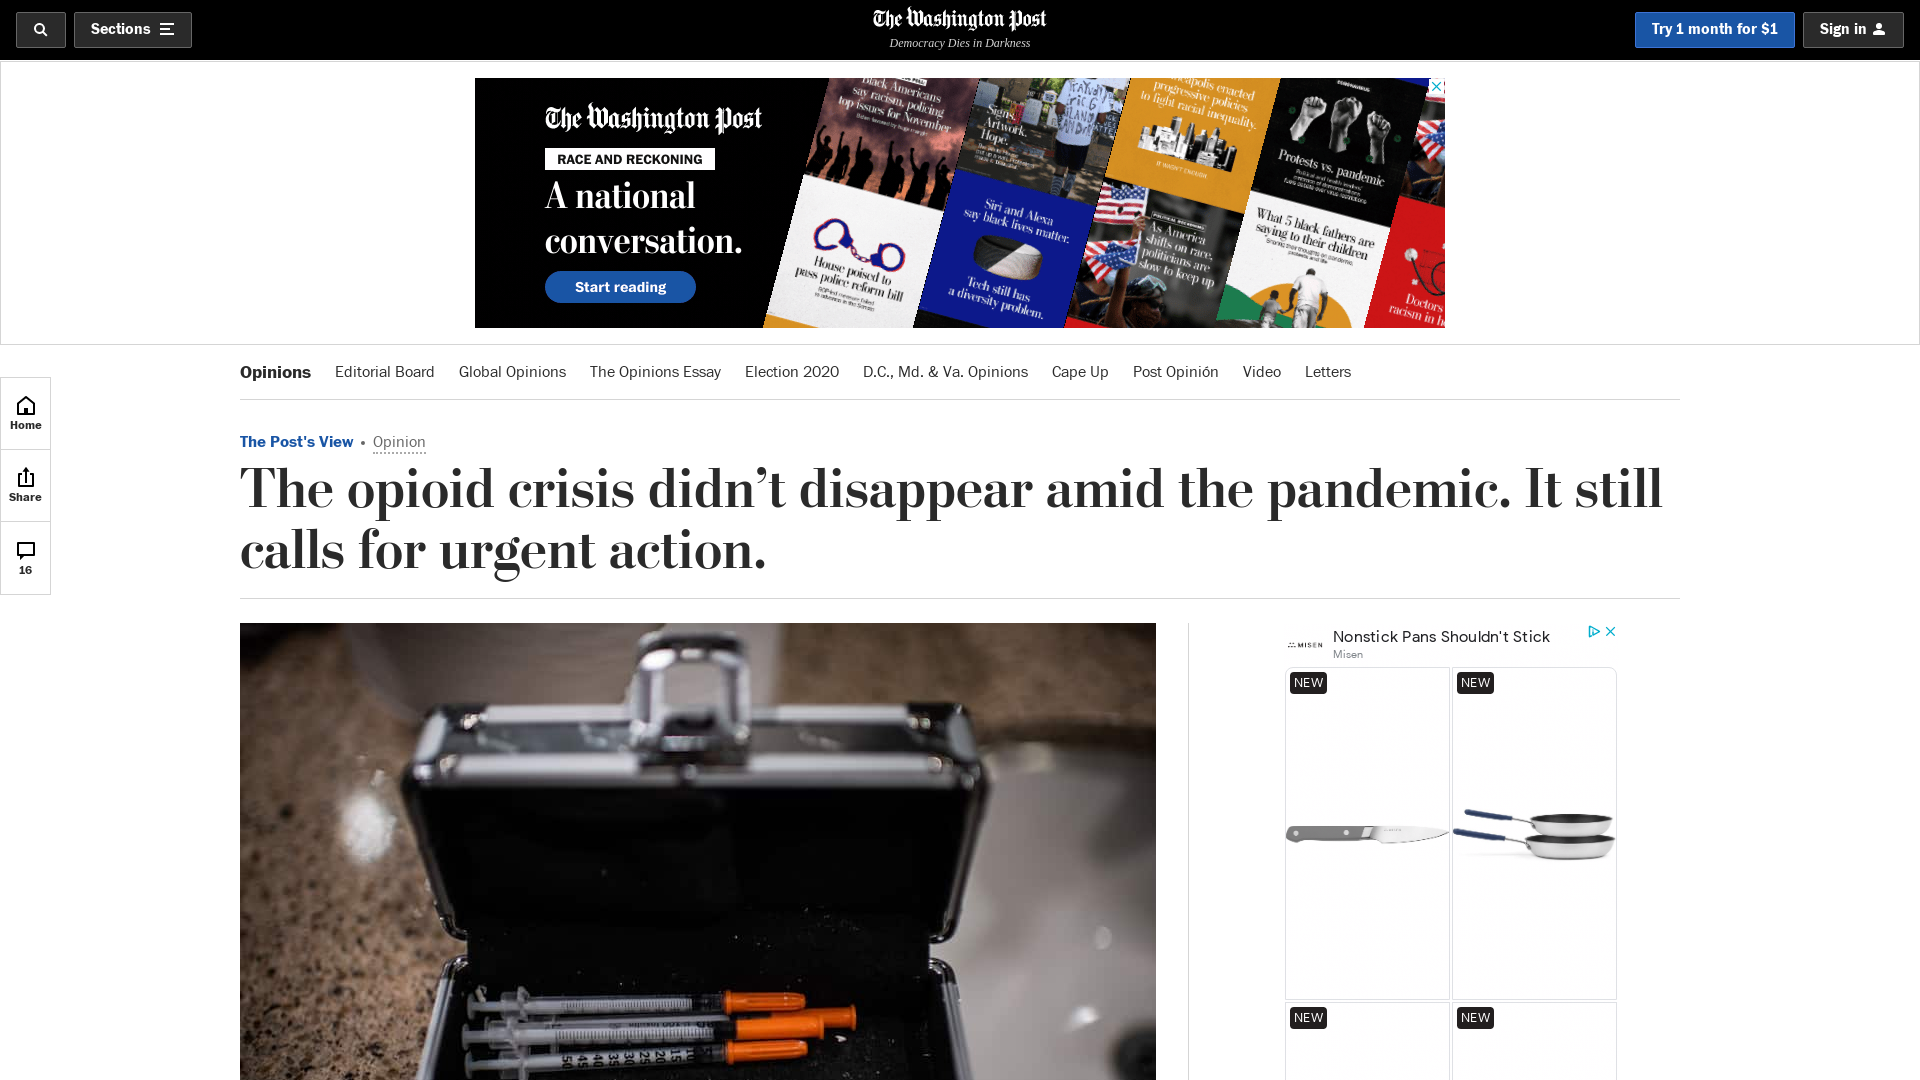 Sections
The Washington Post
Democracy Dies in Darkness
Try 1 month for $1
Sign in
The Washington Post
RACE AND RECKONING
A national
conversation.
Start reading
Black Americans
say racism, policing
top issues for November
House poised to
pass police reform bill
Signs.
Artwork.
Hope.
Siri and Alexa
say black lives matter.
Tech still has
a diversity problem.
enacted
progressive policies
to fight racial inequality.
IT WASN'T ENOUGH.
As America
shifts on race,
politicians are
slow to keep up
CORONAVIRUS
Protests vs. pandemic
What 5 black fathers are
saying to their children
Doctors
racism in
Opinions
Editorial Board
Global Opinions
The Opinions Essay
Election 2020
D.C., Md. & Va. Opinions
Cape Up
Post Opinión
Video
Letters
Home
Share
16
The Post's View • Opinion
The opioid crisis didn’t disappear amid the pandemic. It still
calls for urgent action.
MISEN
Nonstick Pans Shouldn't Stick
Misen
NEW
NEW
NEW
NEW